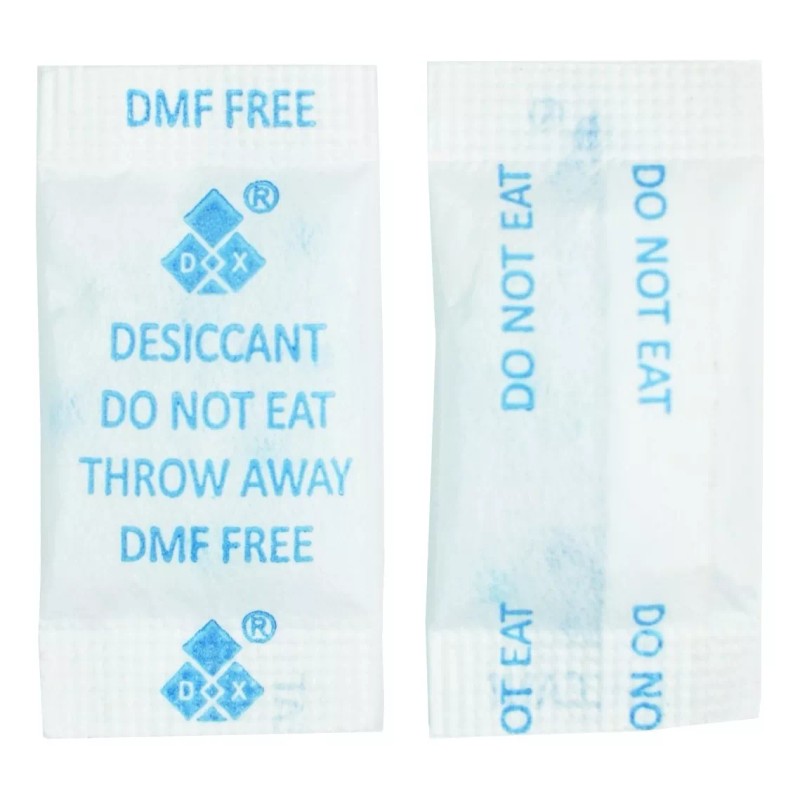 DMF FREE
®
D X
DESICCANT
DO NOT EAT
THROW AWAY
DMF FREE
®
D X
DO NOT EAT
DO NOT EAT
OT EAT
DO NO